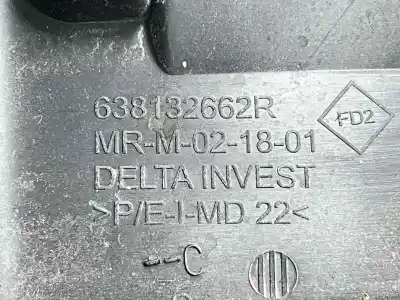 638132662R
MR-M-02-18-01
FD2
DELTA INVEST
>P/E-I-MD 22<
--C